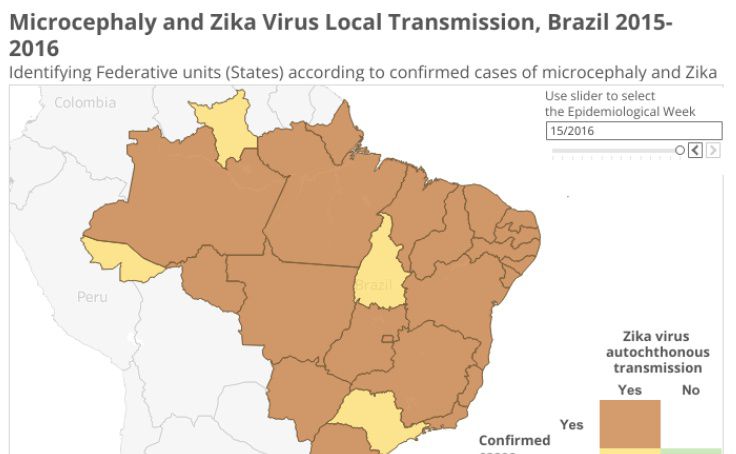 Microcephaly and Zika Virus Local Transmission, Brazil 2015-
2016
Identifying Federative units (States) according to confirmed cases of microcephaly and Zika
Colombia
Use slider to select
the Epidemiological Week
15/2016
Brazil
Peru
Zika virus
autochthonous
transmission
Yes No
Yes
Confirmed